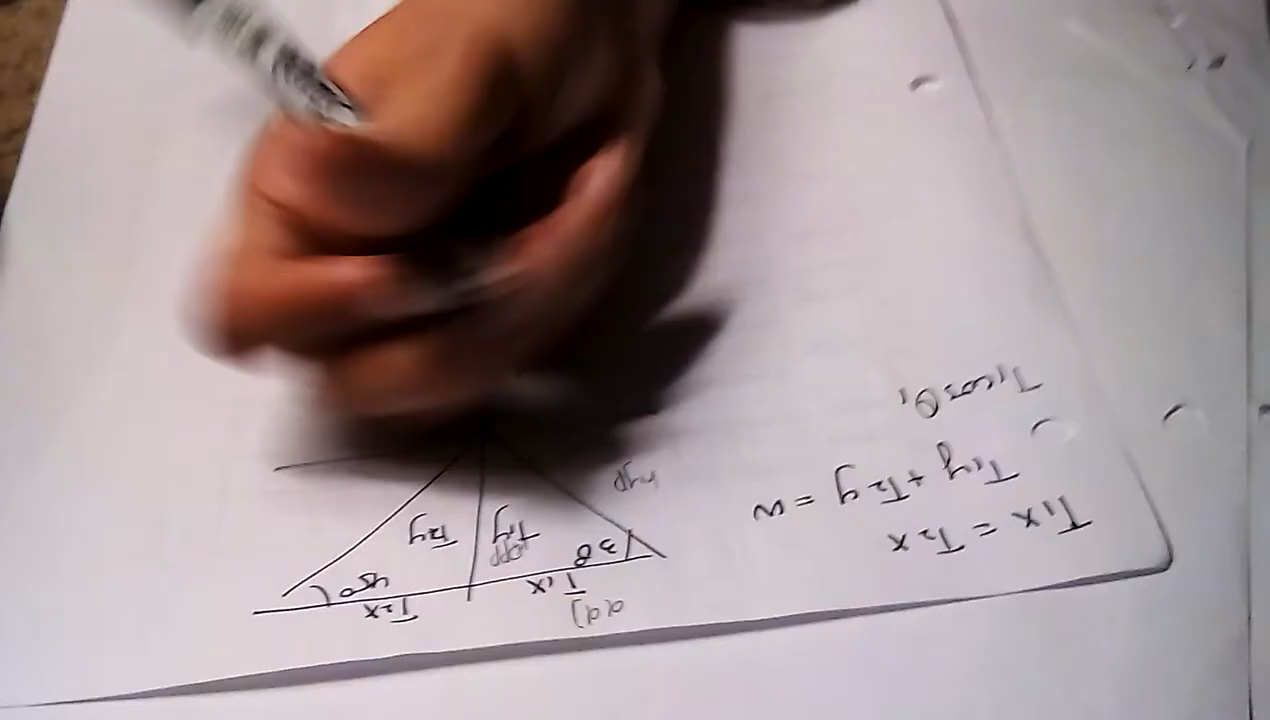 adj
T1x
T2x
30
45°
opp
T1y
T2y
hyp
T1x = T2x
T1y + T2y = w
T1cosθ1